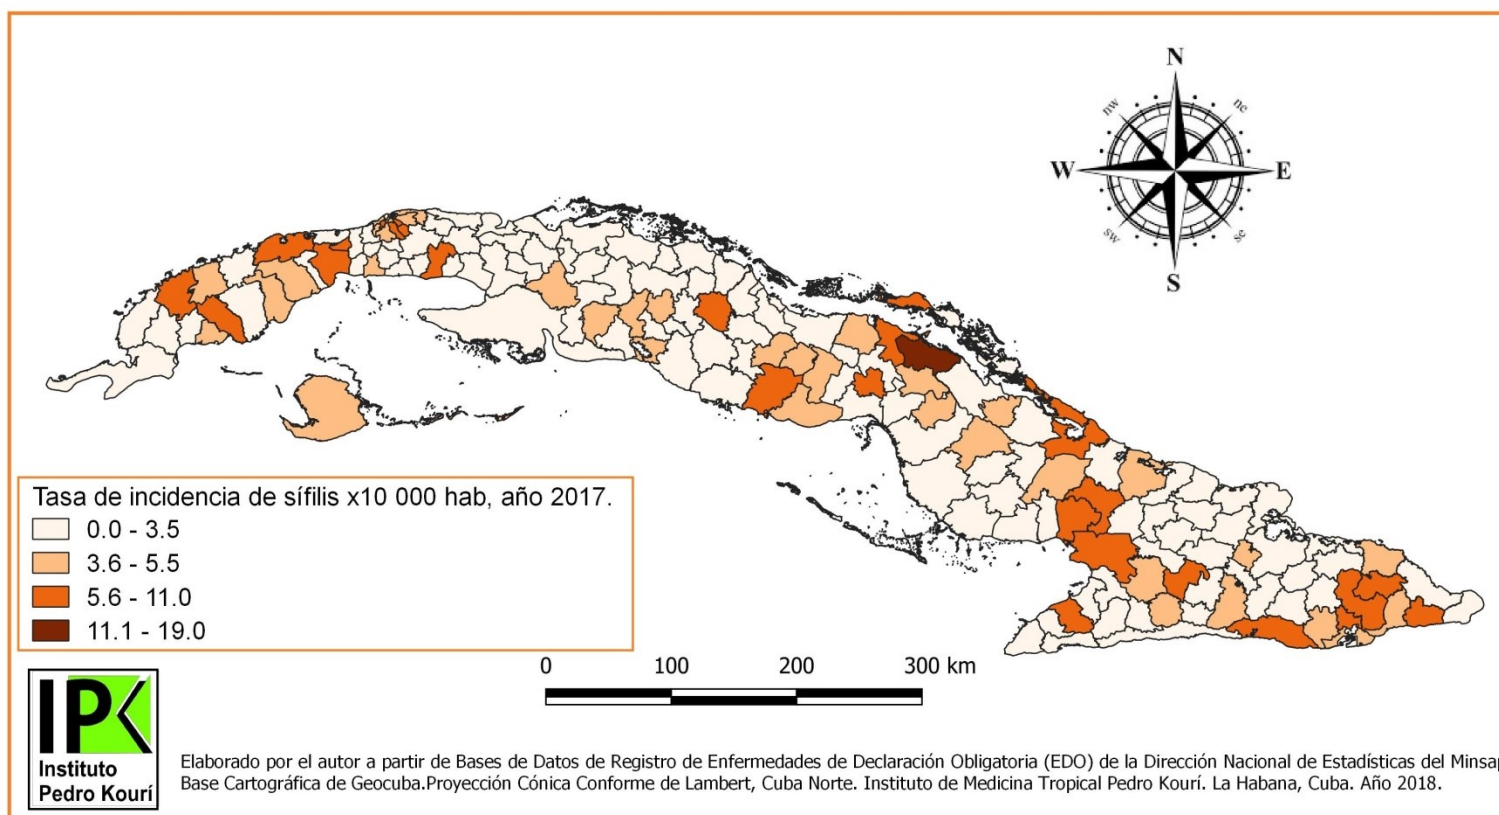 N
nw
ne
W
E
sw
se
S
Tasa de incidencia de sífilis x10 000 hab, año 2017.
0.0 - 3.5
3.6 - 5.5
5.6 - 11.0
11.1 - 19.0
0 100 200 300 km
IPK
Instituto
Pedro Kourí
Elaborado por el autor a partir de Bases de Datos de Registro de Enfermedades de Declaración Obligatoria (EDO) de la Dirección Nacional de Estadísticas del Minsap
Base Cartográfica de Geocuba.Proyección Cónica Conforme de Lambert, Cuba Norte. Instituto de Medicina Tropical Pedro Kourí. La Habana, Cuba. Año 2018.